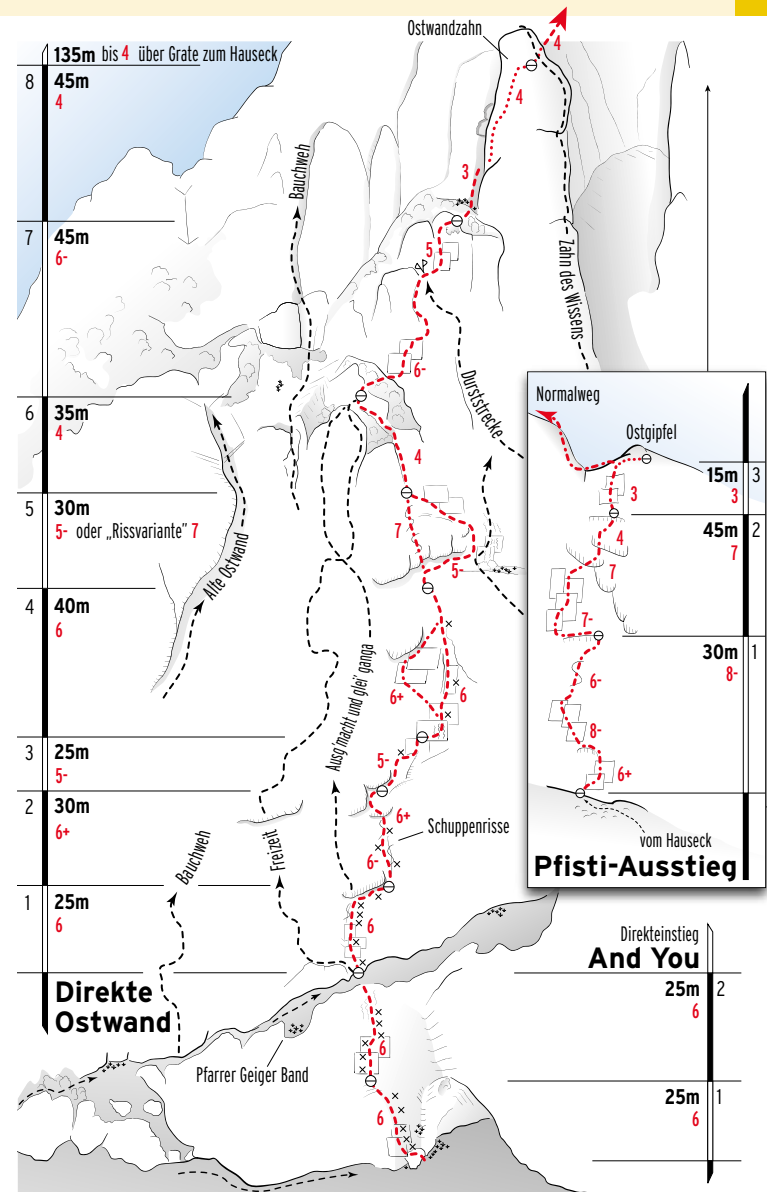 Ostwandzahn
4
135m bis 4 über Grate zum Hauseck
8 45m
4
4
Bauchweh
3
Zahn des Wissens
7 45m
6-
5
6-
Durststrecke
6 35m
4
4
5 30m
5- oder „Rissvariante" 7
7
5-
Alte Ostwand
4 40m
6
6+
6
Ausg'macht und glei' ganga
3 25m
5-
5-
2 30m
6+
6+
Schuppenrisse
6-
Bauchweh
Freizeit
1 25m
6
6
Direkte
Ostwand
Pfarrer Geiger Band
6
6
Normalweg
Ostgipfel
15m 3
3
3
45m 2
7
4
7
7-
30m 1
8-
6-
8-
6+
vom Hauseck
Pfisti-Ausstieg
Direkteinstieg
And You
25m 2
6
25m 1
6